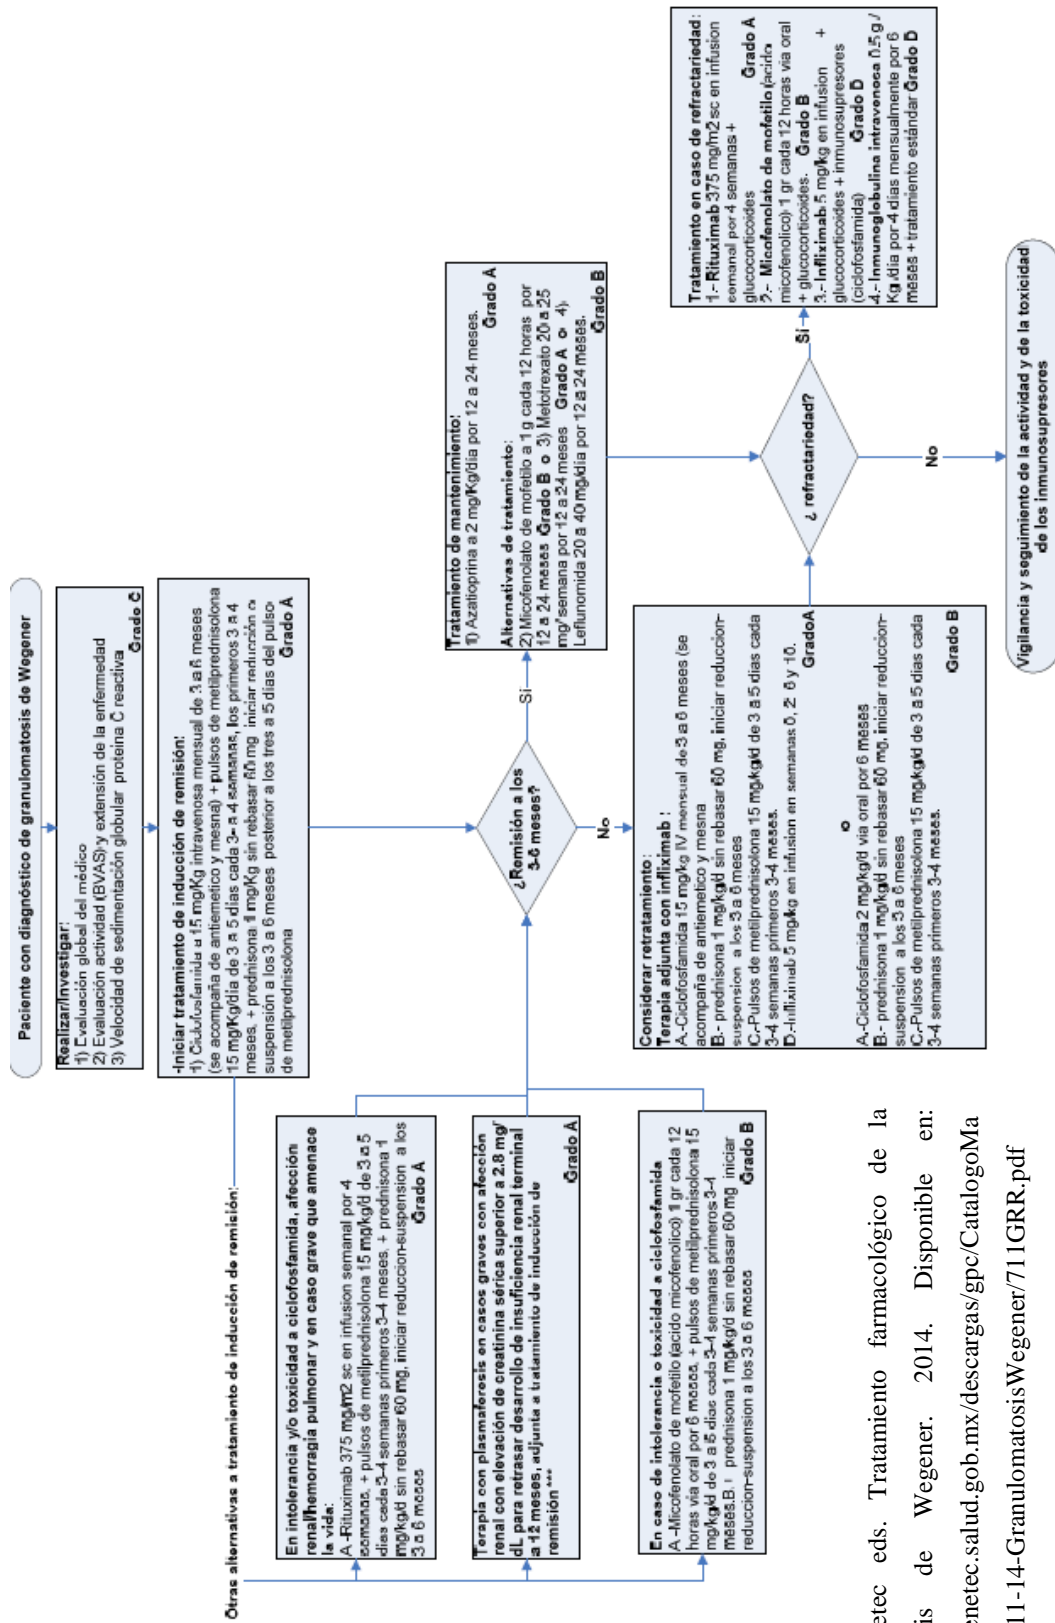 Paciente con diagnóstico de granulomatosis de Wegener
Realizar/Investigar:
1) Evaluación global del médico
2) Evaluación actividad (BVAS) y extensión de la enfermedad
3) Velocidad de sedimentación globular proteina C reactiva
Grado C
-Iniciar tratamiento de inducción de remisión:
1) Ciclofosfamida a 15 mg/Kg intravenosa mensual de 3 a 6 meses
(se acompaña de antiemetico y mesna) + pulsos de metilprednisolona
15 mg/Kg/día de 3 a 5 días cada 3- a 4 semanas, los primeros 3 a 4
meses, + prednisona 1 mg/Kg sin rebasar 60 mg iniciar reducción o
suspensión a los 3 a 6 meses posterior a los tres a 5 días del pulso
de metilprednisolona
Grado A
Otras alternativas a tratamiento de inducción de remisión:
En intolerancia y/o toxicidad a ciclofosfamida, afección
renal/hemorragia pulmonar y en caso grave que amenace
la vida:
A.-Rituximab 375 mg/m2 sc en infusion semanal por 4
semanas, + pulsos de metilprednisolona 15 mg/kg/d de 3 a 5
dias cada 3-4 semanas primeros 3-4 meses, + prednisona 1
mg/kg/d sin rebasar 60 mg, iniciar reduccion-suspension a los
3 a 6 meses
Grado A
Terapia con plasmaferesis en casos graves con afección
renal con elevación de creatinina sérica superior a 2.8 mg/
dL para retrasar desarrollo de insuficiencia renal terminal
a 12 meses, adjunta a tratamiento de inducción de
remisión ***
Grado A
En caso de intolerancia o toxicidad a ciclofosfamida
A.-Micofenolato de mofetilo (acido micofenolico) 1 gr cada 12
horas via oral por 6 meses, + pulsos de metilprednisolona 15
mg/kg/d de 3 a 5 dias cada 3-4 semanas primeros 3-4
meses.B. prednisona 1 mg/kg/d sin rebasar 60 mg iniciar
reduccion-suspension a los 3 a 6 meses
Grado B
¿Remisión a los
3-6 meses?
Si
No
Tratamiento de mantenimiento:
1) Azatioprina a 2 mg/Kg/día por 12 a 24 meses.
Grado A
Alternativas de tratamiento:
2) Micofenolato de mofetilo a 1 g cada 12 horas por
12 a 24 meses Grado B o 3) Metotrexato 20 a 25
mg/semana por 12 a 24 meses Grado A o 4)
Leflunomida 20 a 40 mg/día por 12 a 24 meses.
Grado B
Considerar retratamiento:
Terapia adjunta con infliximab :
A.-Ciclofosfamida 15 mg/kg IV mensual de 3 a 6 meses (se
acompaña de antiemetico y mesna
B.- prednisona 1 mg/kg/d sin rebasar 60 mg, iniciar reduccion-
suspension a los 3 a 6 meses
C.-Pulsos de metilprednisolona 15 mg/kg/d de 3 a 5 dias cada
3-4 semanas primeros 3-4 meses.
D.-Infliximab 5 mg/kg en infusion en semanas 0, 2 6 y 10.
GradoA
o
A.-Ciclofosfamida 2 mg/kg/d via oral por 6 meses
B.- prednisona 1 mg/kg/d sin rebasar 60 mg, iniciar reduccion-
suspension a los 3 a 6 meses
C.-Pulsos de metilprednisolona 15 mg/kg/d de 3 a 5 dias cada
3-4 semanas primeros 3-4 meses.
Grado B
¿ refractariedad?
Si
No
Tratamiento en caso de refractariedad:
1.- Rituximab 375 mg/m2 sc en infusion
semanal por 4 semanas +
glucocorticoides
Grado A
2.- Micofenolato de mofetilo (acido
micofenolico) 1 gr cada 12 horas via oral
+ glucocorticoides. Grado B
3.- Infliximab 5 mg/kg en infusion +
glucocorticoides + inmunosupresores
(ciclofosfamida) Grado D
4.- Inmunoglobulina intravenosa 0.5 g /
Kg /dia por 4 dias mensualmente por 6
meses + tratamiento estándar Grado D
Vigilancia y seguimiento de la actividad y de la toxicidad
de los inmunosupresores
etec eds. Tratamiento farmacológico de la
is de Wegener. 2014. Disponible en:
enetec.salud.gob.mx/descargas/gpc/CatalogoMa
11-14-GranulomatosisWegener/711GRR.pdf